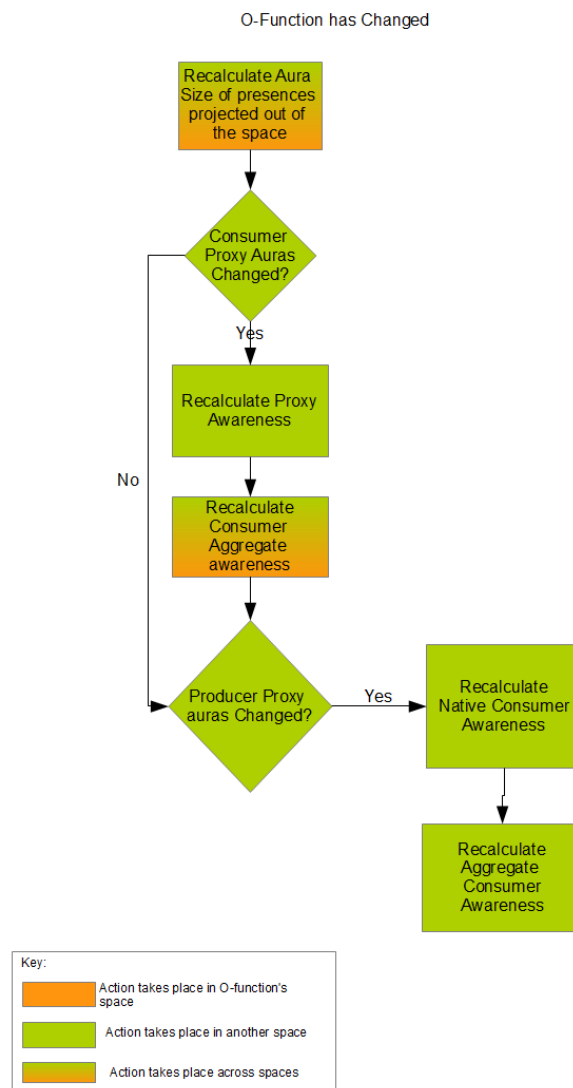 O-Function has Changed
Recalculate Aura
Size of presences
projected out of
the space
Consumer
Proxy Auras
Changed?
Yes
Recalculate Proxy
Awareness
No
Recalculate
Consumer
Aggregate
awareness
Producer Proxy
auras Changed?
Yes
Recalculate
Native Consumer
Awareness
Recalculate
Aggregate
Consumer
Awareness
Key:
Action takes place in O-function's
space
Action takes place in another space
Action takes place across spaces